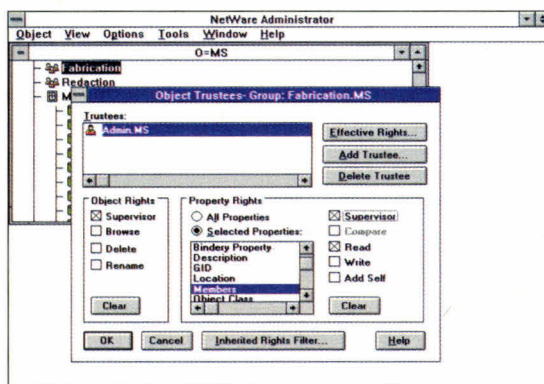 NetWare Administrator
Object View Options Tools Window Help
O=MS
Fabrication
Redaction
M
Object Trustees- Group: Fabrication.MS
Trustees:
Admin.MS
Effective Rights...
Add Trustee...
Delete Trustee
Object Rights
Supervisor
Browse
Delete
Rename
Clear
Property Rights
All Properties
Selected Properties:
Bindery Property
Description
GID
Location
Members
Object Class
Supervisor
Compare
Read
Write
Add Self
Clear
OK Cancel Inherited Rights Filter... Help